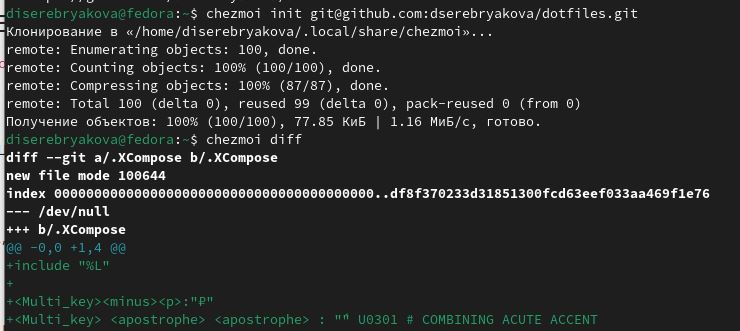 diserebryakova@fedora:~$ chezmoi init git@github.com:dserebryakova/dotfiles.git
Клонирование в «/home/diserebryakova/.local/share/chezmoi»...
remote: Enumerating objects: 100, done.
remote: Counting objects: 100% (100/100), done.
remote: Compressing objects: 100% (87/87), done.
remote: Total 100 (delta 0), reused 99 (delta 0), pack-reused 0 (from 0)
Получение объектов: 100% (100/100), 77.85 КиБ | 1.16 МиБ/с, готово.
diserebryakova@fedora:~$ chezmoi diff
diff --git a/.XCompose b/.XCompose
new file mode 100644
index 0000000000000000000000000000000000000000..df8f370233d31851300fcd63eef033aa469f1e76
--- /dev/null
+++ b/.XCompose
@@ -0,0 +1,4 @@
+include "%L"
+
+<Multi_key><minus><p>:"₽"
+<Multi_key> <apostrophe> <apostrophe> : "́" U0301 # COMBINING ACUTE ACCENT